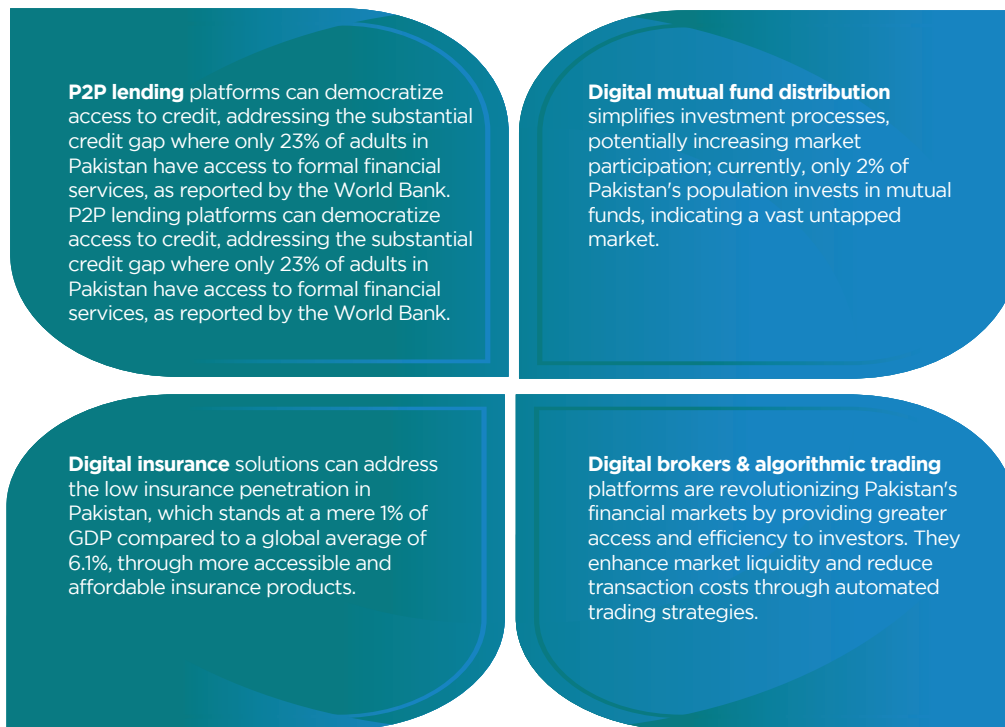 P2P lending platforms can democratize
access to credit, addressing the substantial
credit gap where only 23% of adults in
Pakistan have access to formal financial
services, as reported by the World Bank.
P2P lending platforms can democratize
access to credit, addressing the substantial
credit gap where only 23% of adults in
Pakistan have access to formal financial
services, as reported by the World Bank.
Digital mutual fund distribution
simplifies investment processes,
potentially increasing market
participation; currently, only 2% of
Pakistan's population invests in mutual
funds, indicating a vast untapped
market.
Digital insurance solutions can address
the low insurance penetration in
Pakistan, which stands at a mere 1% of
GDP compared to a global average of
6.1%, through more accessible and
affordable insurance products.
Digital brokers & algorithmic trading
platforms are revolutionizing Pakistan's
financial markets by providing greater
access and efficiency to investors. They
enhance market liquidity and reduce
transaction costs through automated
trading strategies.